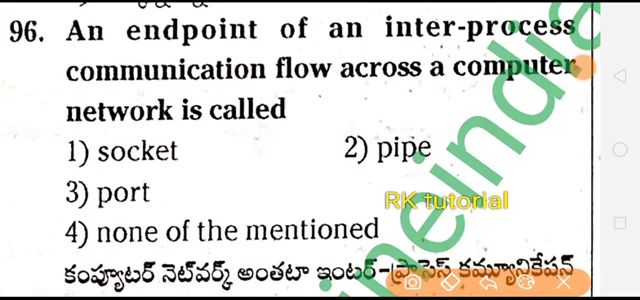 96. An endpoint of an inter-process
communication flow across a computer
network is called
1) socket 2) pipe
3) port
RK tutorial
4) none of the mentioned
కంప్యూటర్ నెట్‌వర్క్ అంతటా ఇంటర్-ప్రాసెస్ కమ్యూనికేషన్